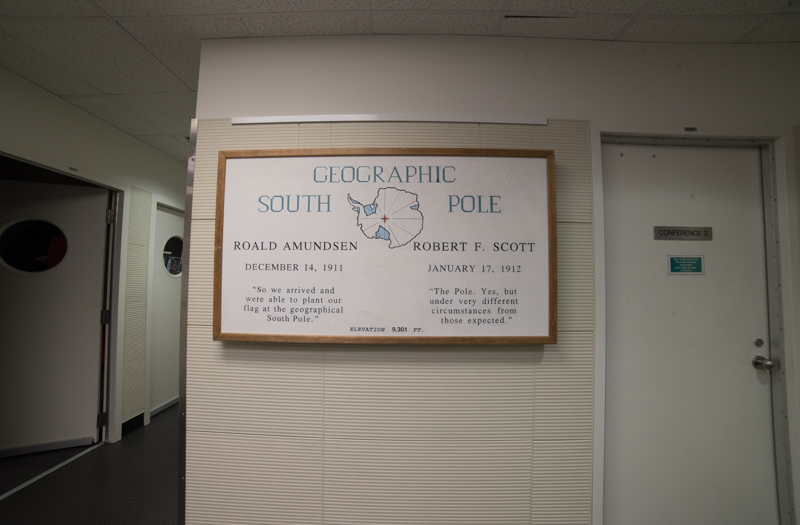 GEOGRAPHIC
SOUTH POLE
ROALD AMUNDSEN
DECEMBER 14, 1911
"So we arrived and
were able to plant our
flag at the geographical
South Pole."
ROBERT F. SCOTT
JANUARY 17, 1912
"The Pole. Yes, but
under very different
circumstances from
those expected."
ELEVATION 9,301 FT.
CONFERENCE 2